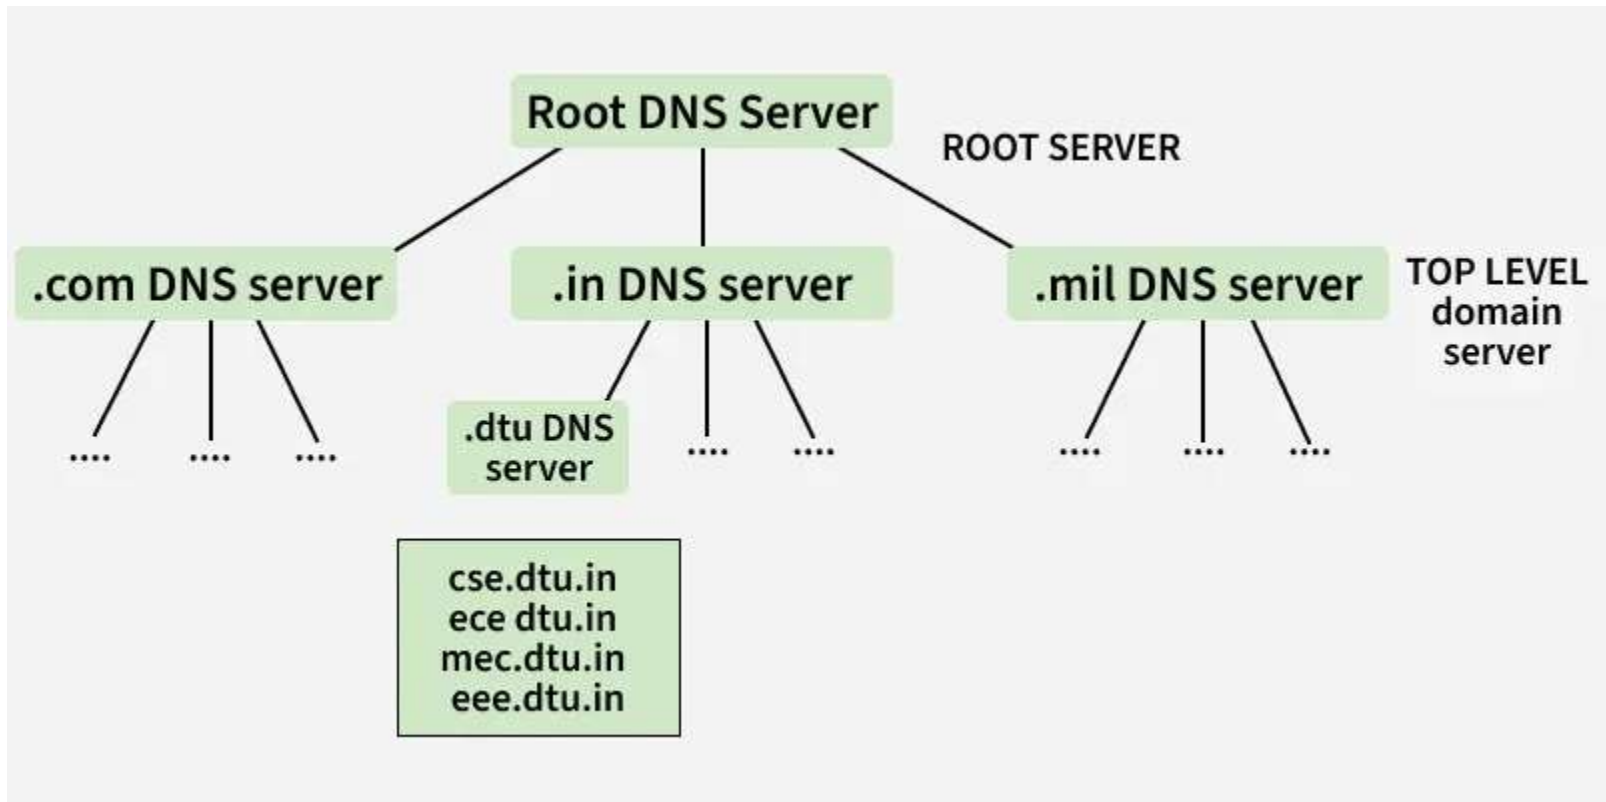 Root DNS Server
ROOT SERVER
.com DNS server
.in DNS server
.mil DNS server
TOP LEVEL
domain
server
.dtu DNS
server
....
....
....
....
....
....
....
....
cse.dtu.in
ece dtu.in
mec.dtu.in
eee.dtu.in